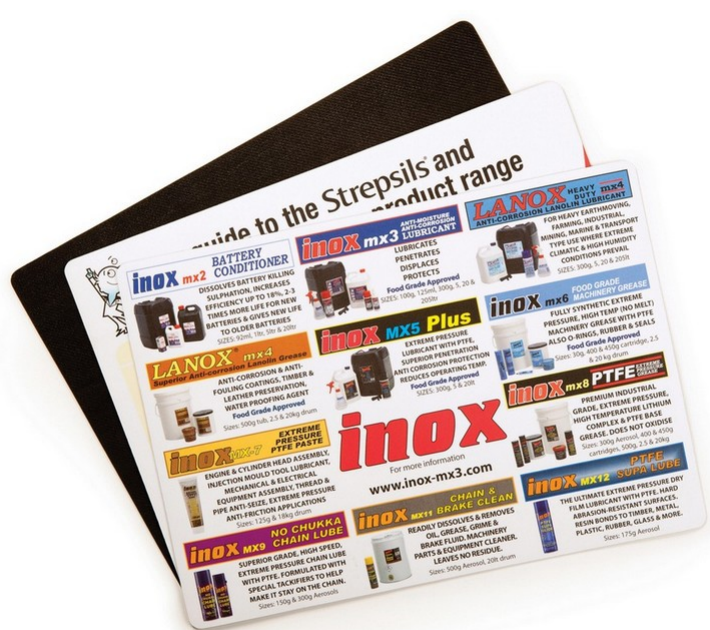 guide to the Strepsils and
product range
inox mx2 BATTERY
CONDITIONER
DISSOLVES BATTERY KILLING
SULPHATION, INCREASES
EFFICIENCY UP TO 18%, 2-3
TIMES MORE LIFE FOR NEW
BATTERIES & GIVES NEW LIFE
TO OLDER BATTERIES
SIZES: 92ml, 1ltr, 5ltr & 20ltr
inox mx3 ANTI-MOISTURE
ANTI-CORROSION
LUBRICANT
LUBRICATES
PENETRATES
DISPLACES
PROTECTS
Food Grade Approved
SIZES: 100g, 125ml, 300g, 5, 20 &
205ltr
LANOX HEAVY
DUTY mx4
ANTI-CORROSION LANOLIN LUBRICANT
FOR HEAVY EARTHMOVING,
FARMING, INDUSTRIAL,
MINING, MARINE & TRANSPORT
TYPE USE WHERE EXTREME
CLIMATIC & HIGH HUMIDITY
CONDITIONS PREVAIL
Sizes: 300g, 5, 20 & 205lt
LANOX mx4
Superior Anti-corrosion Lanolin Grease
ANTI-CORROSION & ANTI-
FOULING COATINGS, TIMBER &
LEATHER PRESERVATION,
WATER PROOFING AGENT
Food Grade Approved
Sizes: 500g tub, 2.5 & 20kg drum
inox MX5 Plus
EXTREME PRESSURE
LUBRICANT WITH PTFE,
SUPERIOR PENETRATION
ANTI CORROSION PROTECTION
REDUCES OPERATING TEMP.
Food Grade Approved
SIZES: 300g, 5 & 20lt
inox mx6 FOOD GRADE
MACHINERY GREASE
FULLY SYNTHETIC EXTREME
PRESSURE, HIGH TEMP (NO MELT)
MACHINERY GREASE WITH PTFE
ALSO O-RINGS, RUBBER & SEALS
Food Grade Approved
Sizes: 30g, 400 & 450g cartridge, 2.5
& 20 kg drum
inox MX-7 EXTREME
PRESSURE
PTFE PASTE
ENGINE & CYLINDER HEAD ASSEMBLY,
INJECTION MOULD TOOL LUBRICANT,
MECHANICAL & ELECTRICAL
EQUIPMENT ASSEMBLY, THREAD &
PIPE ANTI-SEIZE, EXTREME PRESSURE
ANTI-FRICTION APPLICATIONS
Sizes: 125g & 18kg drum
inox
For more information
www.inox-mx3.com
inox mx8 PTFE EXTREME
PRESSURE
GREASE
PREMIUM INDUSTRIAL
GRADE, EXTREME PRESSURE,
HIGH TEMPERATURE LITHIUM
COMPLEX & PTFE BASE
GREASE. DOES NOT OXIDISE
Sizes: 300g Aerosol, 400 & 450g
cartridges, 500g, 2.5 & 20kg
inox MX9 NO CHUKKA
CHAIN LUBE
SUPERIOR GRADE, HIGH SPEED,
EXTREME PRESSURE CHAIN LUBE
WITH PTFE. FORMULATED WITH
SPECIAL TACKIFIERS TO HELP
MAKE IT STAY ON THE CHAIN.
Sizes: 150g & 300g Aerosols
inox MX11 CHAIN &
BRAKE CLEAN
READILY DISSOLVES & REMOVES
OIL, GREASE, GRIME &
BRAKE FLUID. MACHINERY
PARTS & EQUIPMENT CLEANER.
LEAVES NO RESIDUE.
Sizes: 500g Aerosol, 20lt drum
inox MX12 PTFE
SUPA LUBE
THE ULTIMATE EXTREME PRESSURE DRY
FILM LUBRICANT WITH PTFE. HARD
ABRASION-RESISTANT SURFACES.
RESIN BONDS TO TIMBER, METAL,
PLASTIC, RUBBER, GLASS & MORE.
Sizes: 175g Aerosol